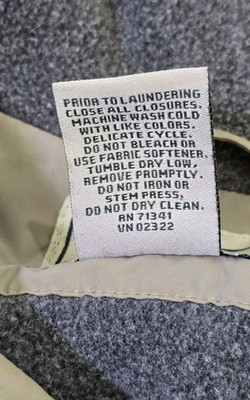 PRIOR TO LAUNDERING
CLOSE ALL CLOSURES.
MACHINE WASH COLD
WITH LIKE COLORS.
DELICATE CYCLE.
DO NOT BLEACH OR
USE FABRIC SOFTENER.
TUMBLE DRY LOW,
REMOVE PROMPTLY.
DO NOT IRON OR
STEM PRESS,
DO NOT DRY CLEAN.
RN 71341
VN 02322